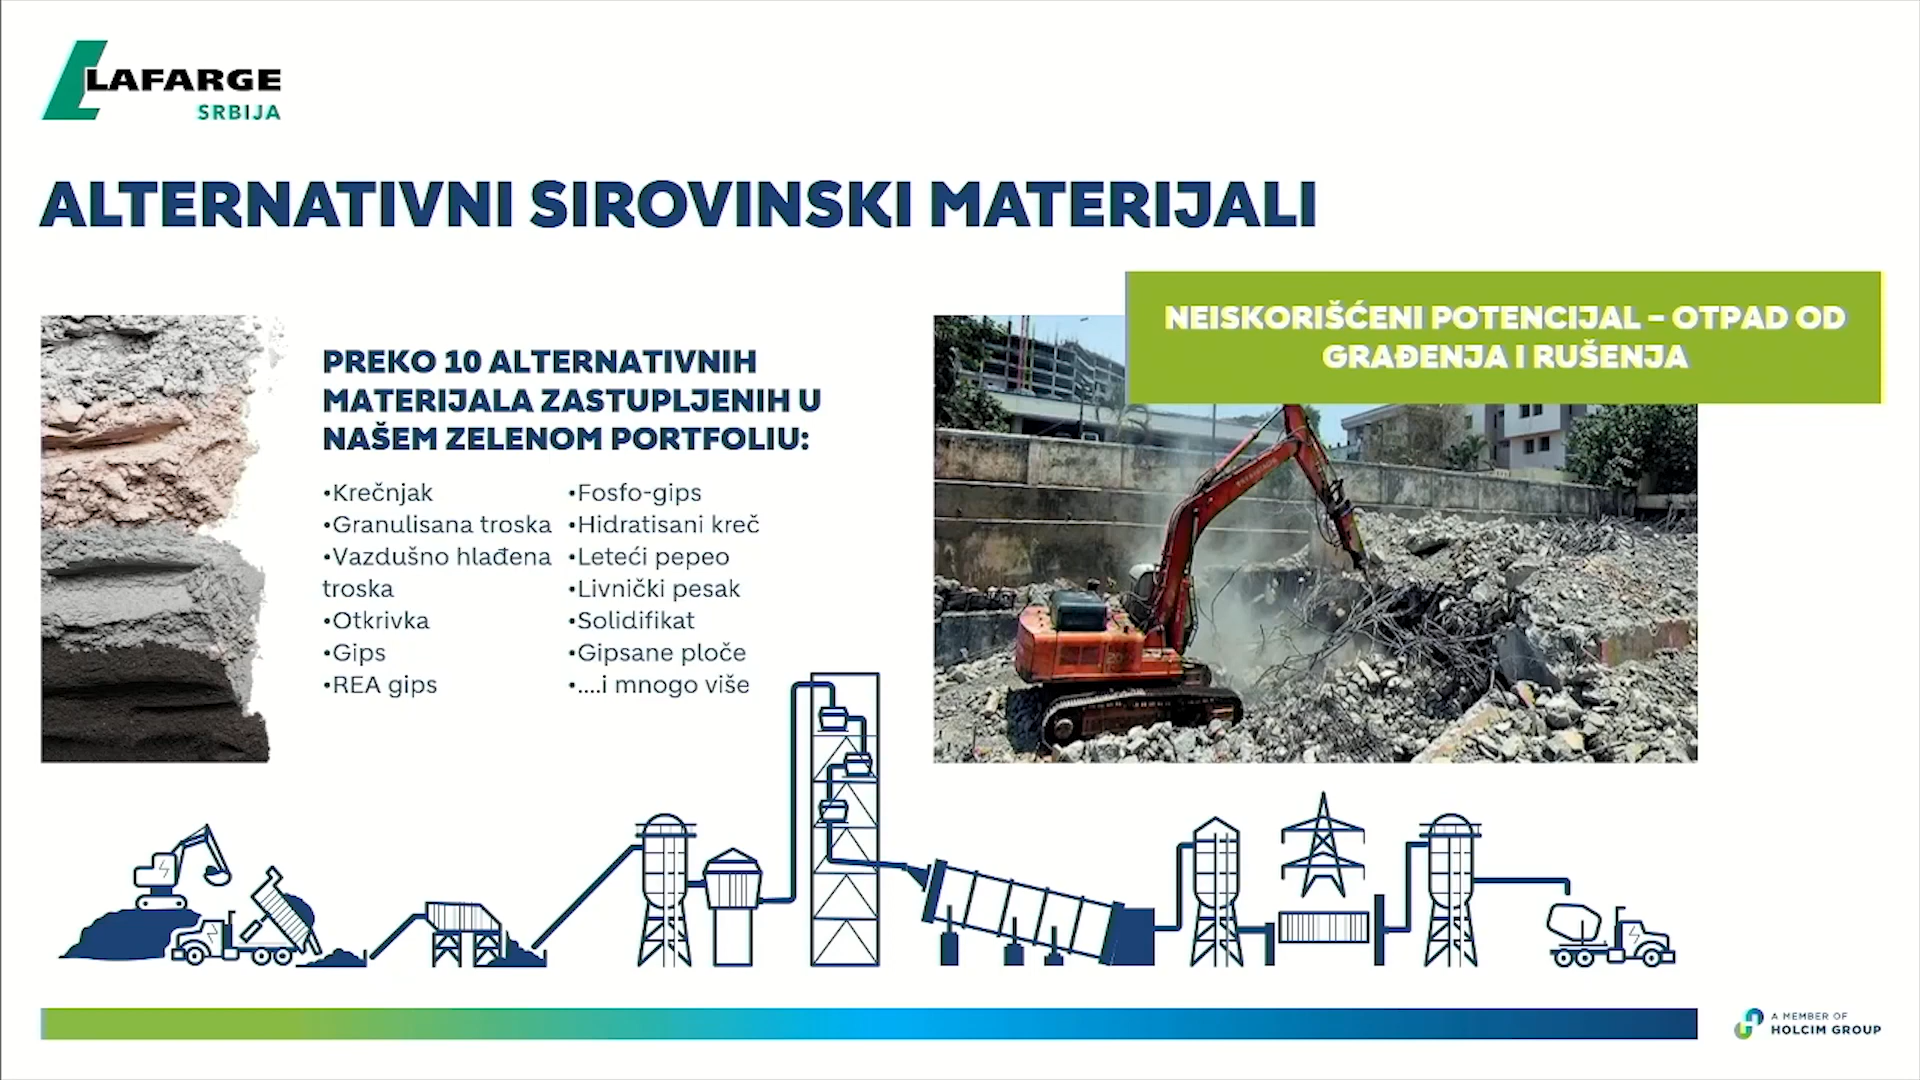 LAFARGE
SRBIJA
ALTERNATIVNI SIROVINSKI MATERIJALI
NEISKORIŠĆENI POTENCIJAL – OTPAD OD
GRAĐENJA I RUŠENJA
PREKO 10 ALTERNATIVNIH
MATERIJALA ZASTUPLJENIH U
NAŠEM ZELENOM PORTFOLIU:
•Krečnjak
•Granulisana troska
•Vazdušno hlađena
troska
•Otkrivka
•Gips
•REA gips
•Fosfo-gips
•Hidratisani kreč
•Leteći pepeo
•Livnički pesak
•Solidifikat
•Gipsane ploče
•....i mnogo više
A MEMBER OF
HOLCIM GROUP